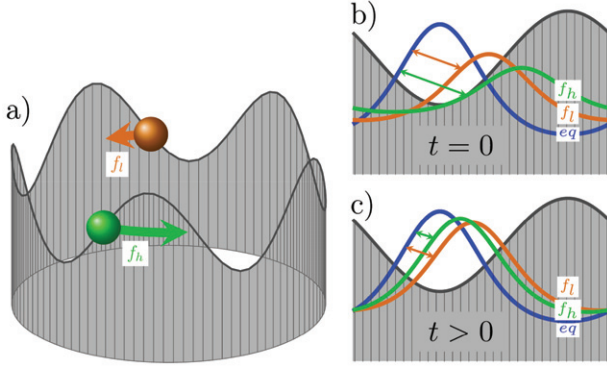 a)
f_l
f_h
b)
f_h
f_l
eq
t = 0
c)
f_l
f_h
eq
t > 0